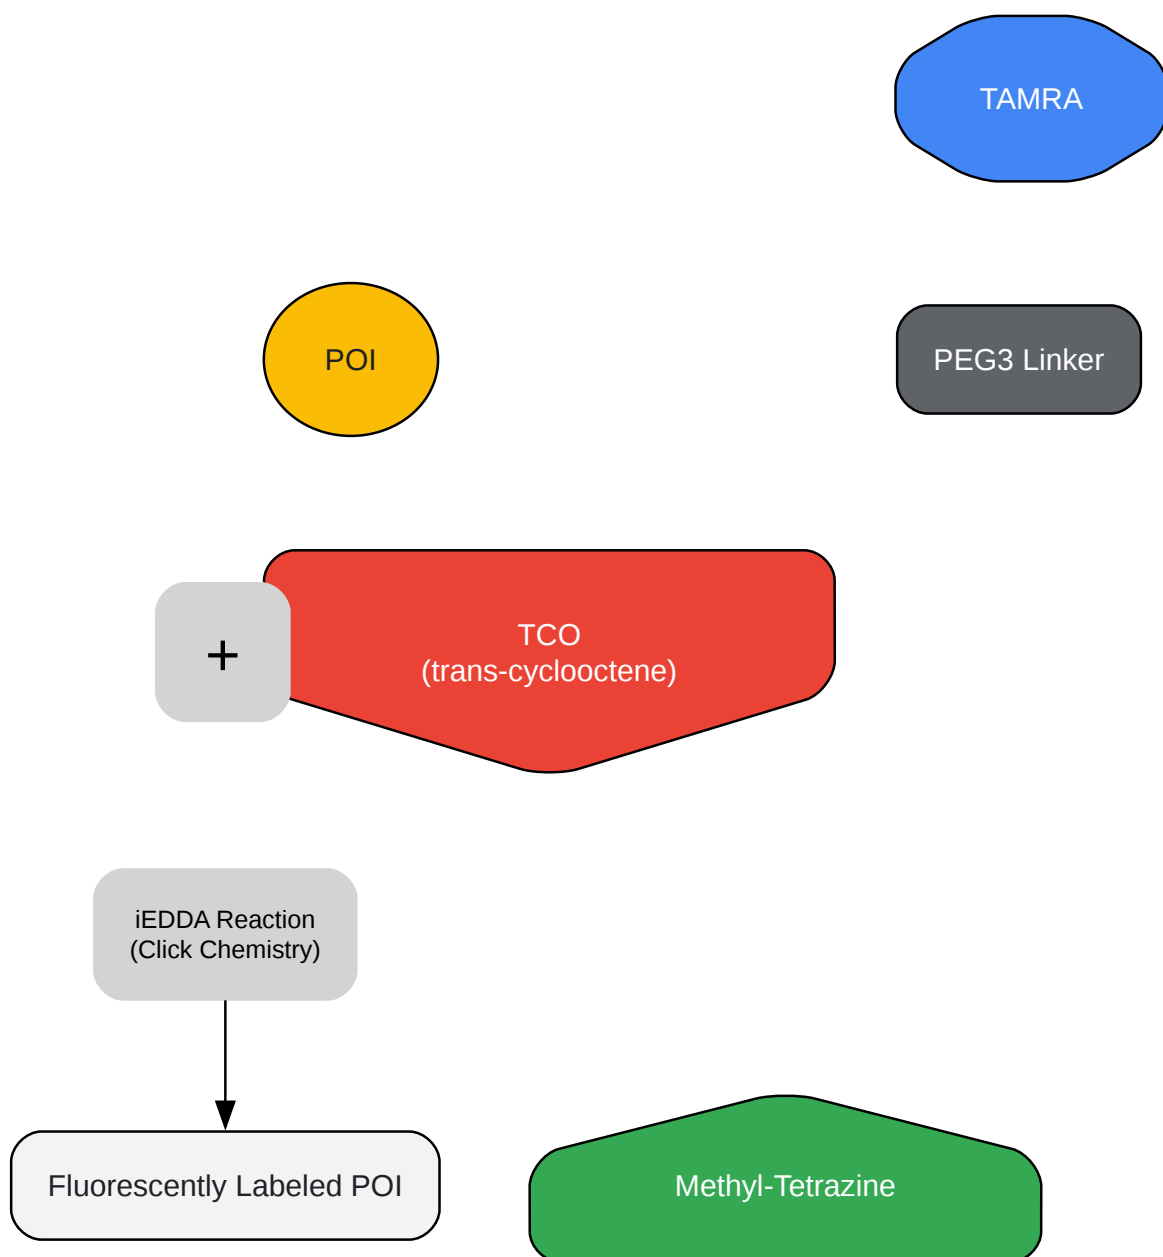 TAMRA
POI
PEG3 Linker
TCO
(trans-cyclooctene)
+
iEDDA Reaction
(Click Chemistry)
Fluorescently Labeled POI
Methyl-Tetrazine